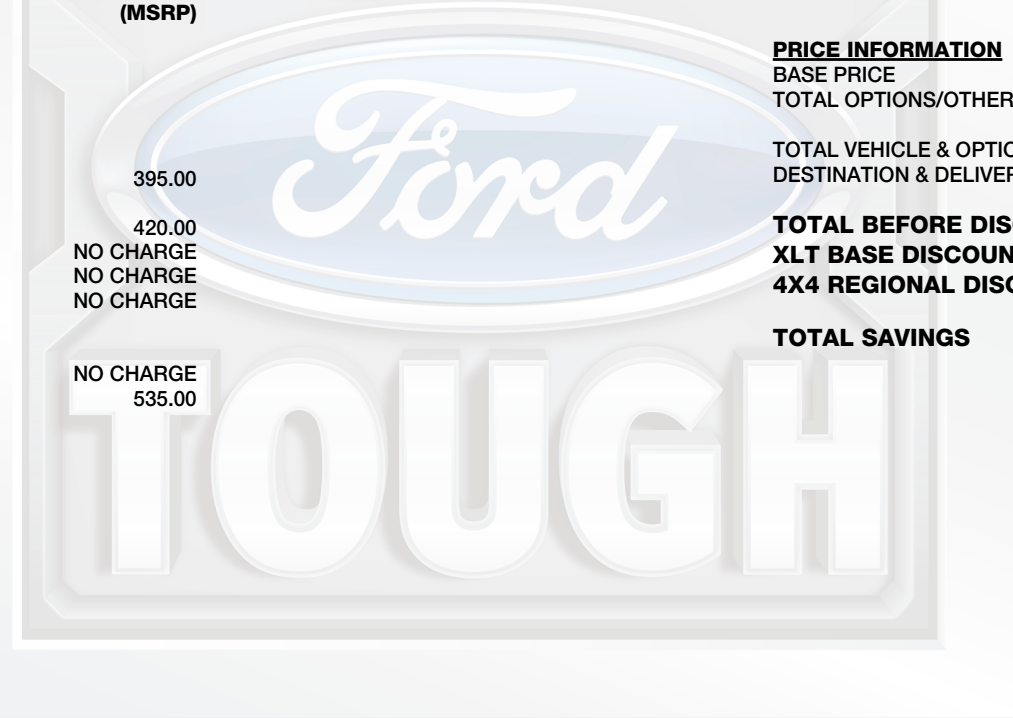 (MSRP)
395.00
420.00
NO CHARGE
NO CHARGE
NO CHARGE
NO CHARGE
535.00
PRICE INFORMATION
BASE PRICE
TOTAL OPTIONS/OTHER
TOTAL VEHICLE & OPTIO
DESTINATION & DELIVER
TOTAL BEFORE DIS
XLT BASE DISCOUN
4X4 REGIONAL DISC
TOTAL SAVINGS
Ford
TOUGH